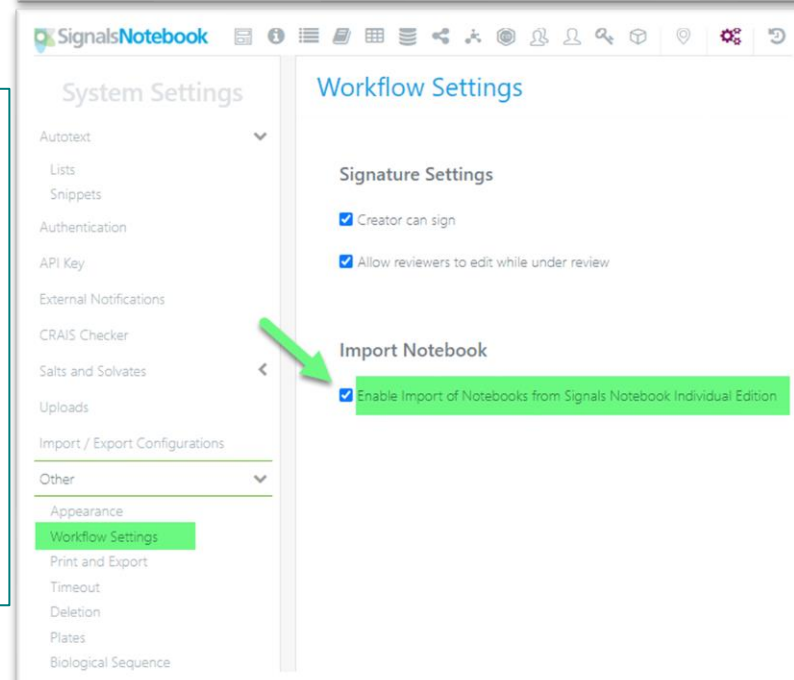 SignalsNotebook
System Settings
Autotext
Lists
Snippets
Authentication
API Key
External Notifications
CRAIS Checker
Salts and Solvates
Uploads
Import / Export Configurations
Other
Appearance
Workflow Settings
Print and Export
Timeout
Deletion
Plates
Biological Sequence
Workflow Settings
Signature Settings
Creator can sign
Allow reviewers to edit while under review
Import Notebook
Enable Import of Notebooks from Signals Notebook Individual Edition